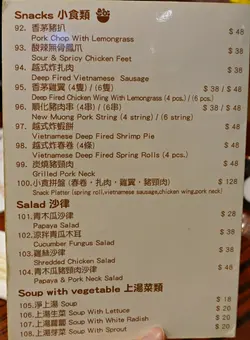 Snacks 小食類
92. 香茅豬扒 $ 48
Pork Chop With Lemongrass
93. 酸辣無骨鳳爪 $ 38
Sour & Spicy Chicken Feet
94. 越式炸扎肉 $ 38
Deep Fired Vietnamese Sausage
95. 香茅雞翼 (4隻) / (6隻) $ 38 / $ 48
Deep Fired Chicken Wing With Lemongrass (4 pcs.) / (6 pcs.)
96. 順化豬肉串 (4串) / (6串) $ 38 / $ 48
New Muong Pork String (4 string) / (6 string)
97. 越式炸蝦餅 $ 48
Vietnamese Deep Fired Shrimp Pie
98. 越式炸春卷 (4條) $ 48
Vietnamese Deep Fired Spring Rolls (4 pcs.)
99. 炭燒豬頸肉 $ 48
Grilled Pork Neck
100.小食拼盤 (春卷，扎肉，雞翼，豬頸肉) $ 128
Snack Platter (spring roll,vietnamese sausage,chicken wing,pork neck)
Salad 沙律
101.青木瓜沙律 $ 28
Papaya Salad
102.涼拌青瓜木耳 $ 38
Cucumber Fungus Salad
103.雞絲沙律 $ 38
Shredded Chicken Salad
104.青木瓜豬頸肉沙律 $ 48
Papaya & Pork Neck Salad
Soup with vegetable 上湯菜類
105.淨上湯 Soup $ 18
106.上湯生菜 Soup With Lettuce $ 20
107.上湯蘿蔔 Soup With White Radish $ 20
108.上湯芽菜 Soup With Sprout $ 20